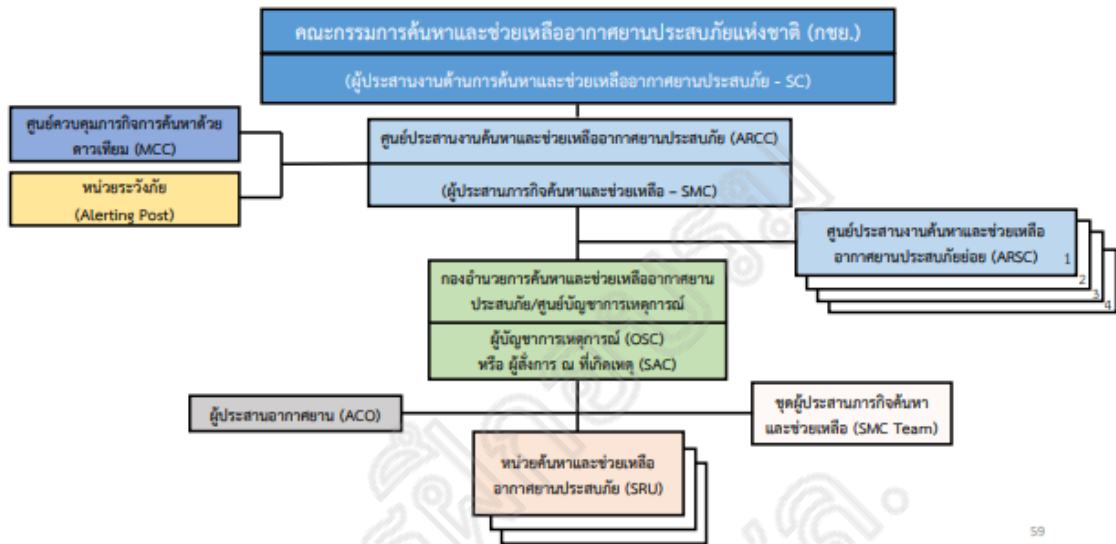 คณะกรรมการค้นหาและช่วยเหลืออากาศยานประสบภัยแห่งชาติ (กชย.)
(ผู้ประสานงานด้านการค้นหาและช่วยเหลืออากาศยานประสบภัย - SC)
ศูนย์ควบคุมภารกิจการค้นหาด้วย
ดาวเทียม (MCC)
หน่วยระวังภัย
(Alerting Post)
ศูนย์ประสานงานค้นหาและช่วยเหลืออากาศยานประสบภัย (ARCC)
(ผู้ประสานภารกิจค้นหาและช่วยเหลือ – SMC)
ศูนย์ประสานงานค้นหาและช่วยเหลือ
อากาศยานประสบภัยย่อย (ARSC)
1
2
3
4
กองอำนวยการค้นหาและช่วยเหลืออากาศยาน
ประสบภัย/ศูนย์บัญชาการเหตุการณ์
ผู้บัญชาการเหตุการณ์ (OSC)
หรือ ผู้สั่งการ ณ ที่เกิดเหตุ (SAC)
ผู้ประสานอากาศยาน (ACO)
ชุดผู้ประสานภารกิจค้นหา
และช่วยเหลือ (SMC Team)
หน่วยค้นหาและช่วยเหลือ
อากาศยานประสบภัย (SRU)
59